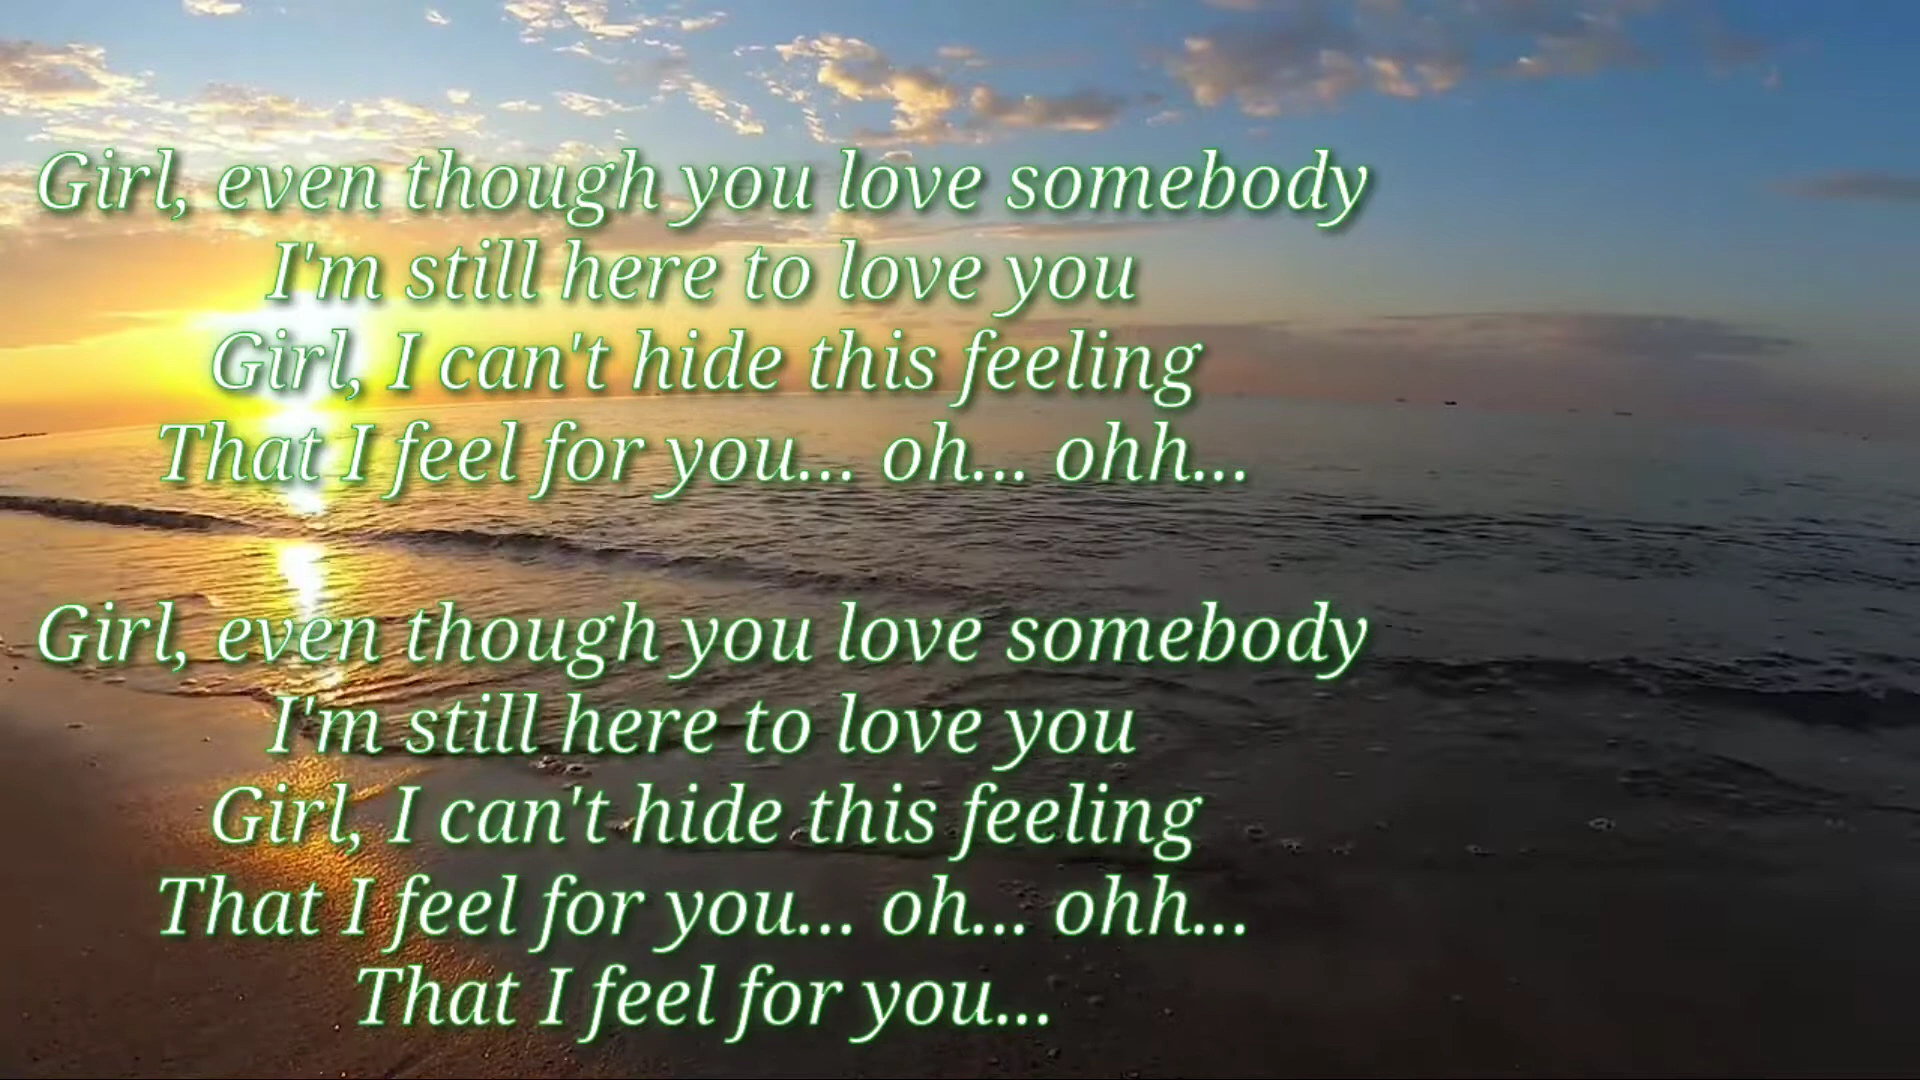 Girl, even though you love somebody
I'm still here to love you
Girl, I can't hide this feeling
That I feel for you... oh... ohh...
Girl, even though you love somebody
I'm still here to love you
Girl, I can't hide this feeling
That I feel for you... oh... ohh...
That I feel for you...